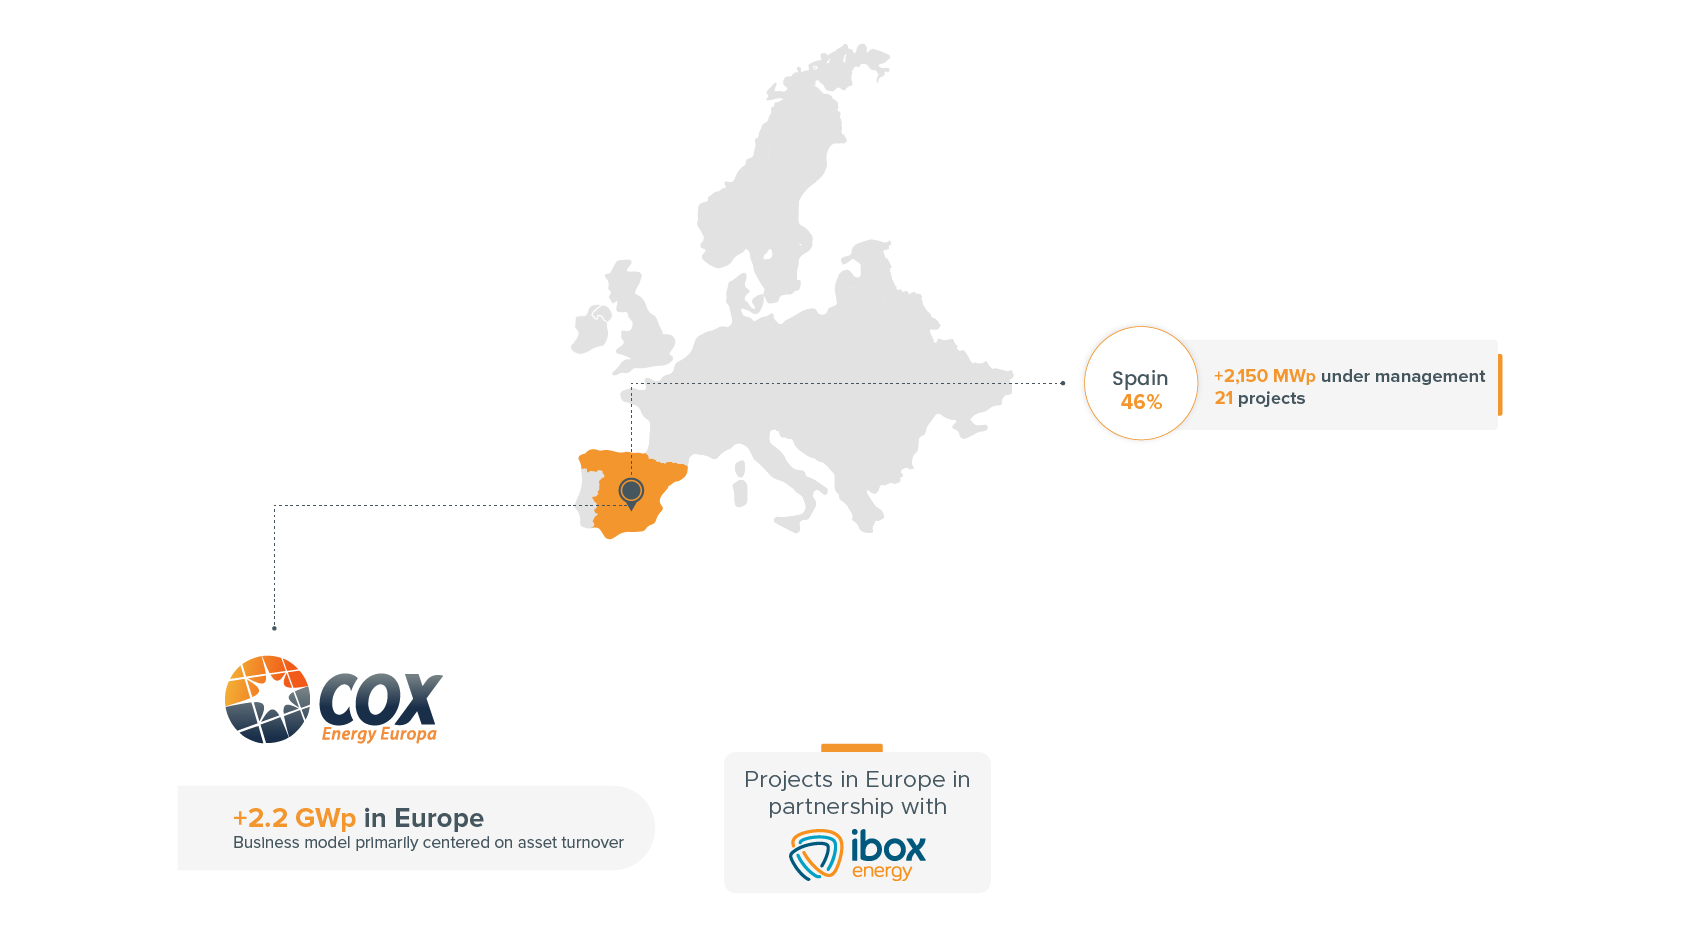 Spain
46%
+2,150 MWp under management
21 projects
COX
Energy Europa
+2.2 GWp in Europe
Business model primarily centered on asset turnover
Projects in Europe in
partnership with
ibox
energy